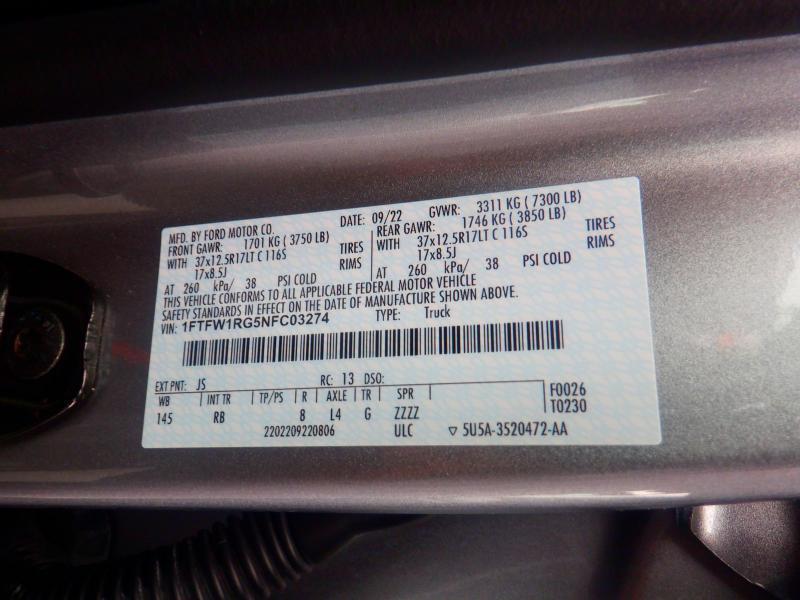 MFD. BY FORD MOTOR CO. DATE: 09/22 GVWR: 3311 KG ( 7300 LB)
FRONT GAWR: 1701 KG ( 3750 LB) REAR GAWR: 1746 KG ( 3850 LB)
WITH 37x12.5R17LT C 116S TIRES WITH 37x12.5R17LT C 116S TIRES
17x8.5J RIMS 17x8.5J RIMS
AT 260 kPa/ 38 PSI COLD AT 260 kPa/ 38 PSI COLD
THIS VEHICLE CONFORMS TO ALL APPLICABLE FEDERAL MOTOR VEHICLE
SAFETY STANDARDS IN EFFECT ON THE DATE OF MANUFACTURE SHOWN ABOVE.
VIN: 1FTFW1RG5NFC03274 TYPE: Truck
EXT PNT: JS RC: 13 DSO:
WB INT TR TP/PS R AXLE TR SPR F0026
145 RB 8 L4 G ZZZZ T0230
2202209220806 ULC ▽ 5U5A-3520472-AA